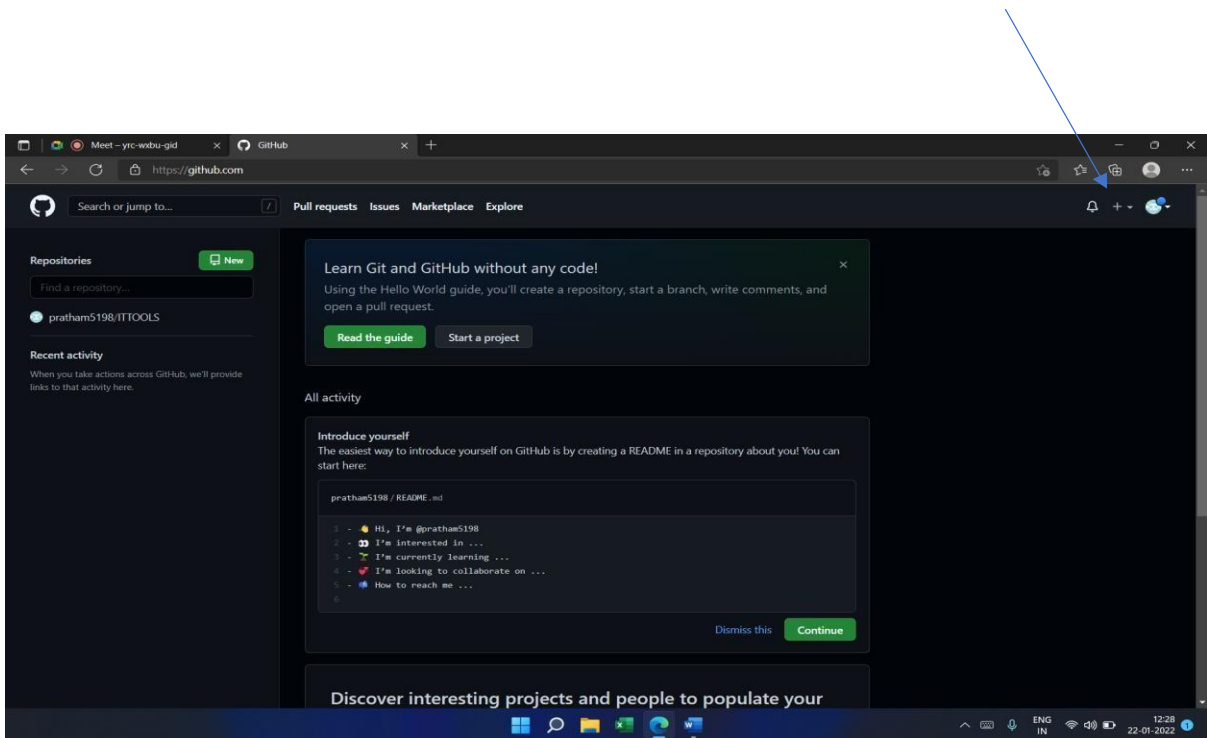 Meet – yrc-wxbu-gid
GitHub
https://github.com
Search or jump to...
/
Pull requests Issues Marketplace Explore
Repositories
New
Find a repository...
pratham5198/ITTOOLS
Recent activity
When you take actions across GitHub, we'll provide
links to that activity here.
Learn Git and GitHub without any code!
Using the Hello World guide, you'll create a repository, start a branch, write comments, and
open a pull request.
Read the guide
Start a project
All activity
Introduce yourself
The easiest way to introduce yourself on GitHub is by creating a README in a repository about you! You can
start here:
pratham5198 / README.md
1 - 👋 Hi, I'm @pratham5198
2 - 👀 I'm interested in ...
3 - 🌱 I'm currently learning ...
4 - 💞️ I'm looking to collaborate on ...
5 - 📫 How to reach me ...
6
Dismiss this
Continue
Discover interesting projects and people to populate your
ENG
IN
12:28
22-01-2022
1